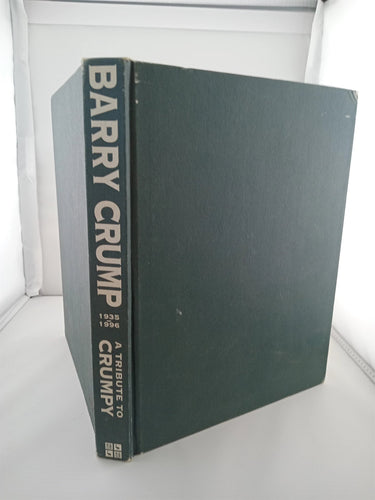 BARRY CRUMP
1935
1996
A TRIBUTE TO
CRUMPY